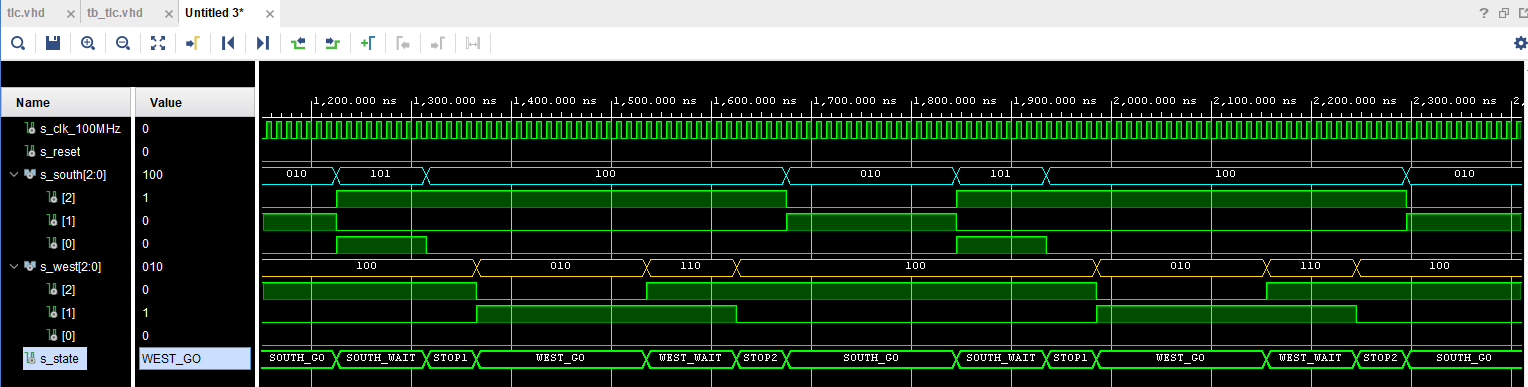 tlc.vhd × tb_tlc.vhd × Untitled 3* ×
?
Name Value
1,200.000 ns 1,300.000 ns 1,400.000 ns 1,500.000 ns 1,600.000 ns 1,700.000 ns 1,800.000 ns 1,900.000 ns 2,000.000 ns 2,100.000 ns 2,200.000 ns 2,300.000 ns
s_clk_100MHz 0
s_reset 0
s_south[2:0] 100 010 101 100 010 101 100 010
[2] 1
[1] 0
[0] 0
s_west[2:0] 010 100 010 110 100 010 110 100
[2] 0
[1] 1
[0] 0
s_state WEST_GO SOUTH_GO SOUTH_WAIT STOP1 WEST_GO WEST_WAIT STOP2 SOUTH_GO SOUTH_WAIT STOP1 WEST_GO WEST_WAIT STOP2 SOUTH_GO